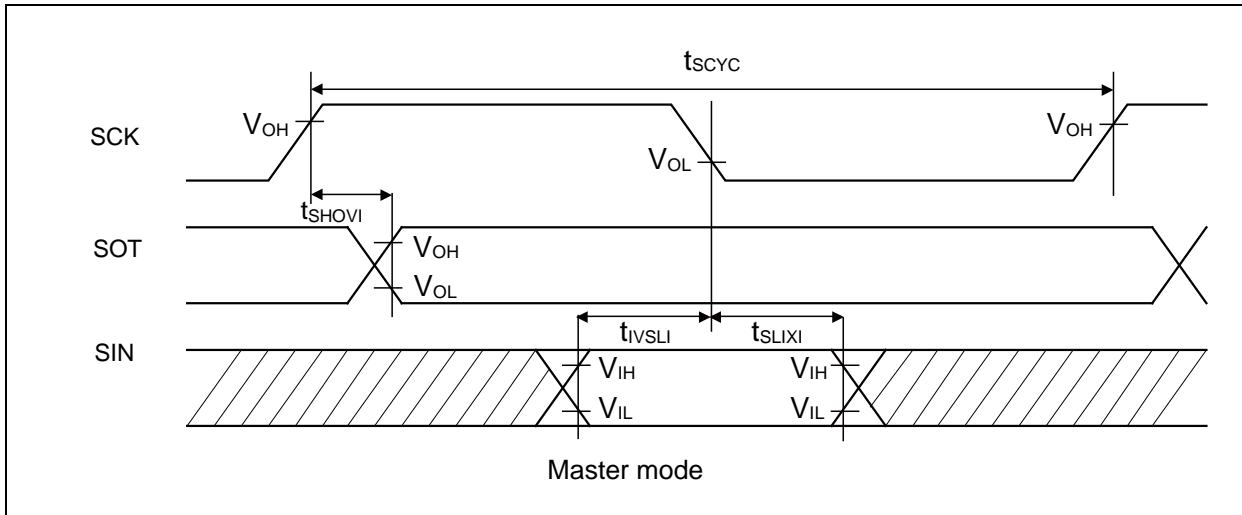 tSCYC
SCK
VOH
VOL
VOH
tSHOVI
SOT
VOH
VOL
tIVSLI
tSLIXI
SIN
VIH
VIL
VIH
VIL
Master mode